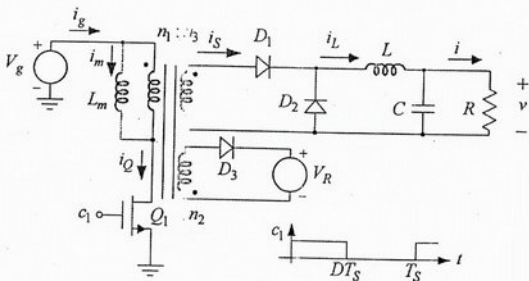 i_g
n_1 : n_3
i_S
D_1
i_L
L
i
+
V_g
-
i_m
L_m
D_2
C
R
+
v
-
i_Q
D_3
+
V_R
-
c_1
Q_1
n_2
c_1
DT_S
T_S
t